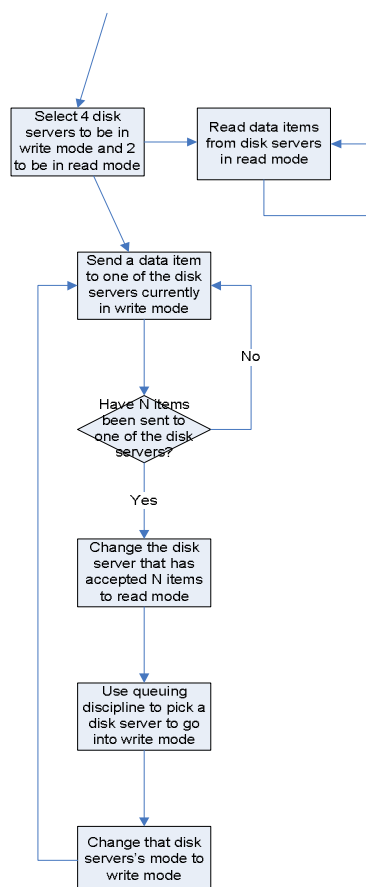 Select 4 disk
servers to be in
write mode and 2
to be in read mode
Read data items
from disk servers
in read mode
Send a data item
to one of the disk
servers currently
in write mode
No
Have N items
been sent to
one of the disk
servers?
Yes
Change the disk
server that has
accepted N items
to read mode
Use queuing
discipline to pick a
disk server to go
into write mode
Change that disk
servers's mode to
write mode